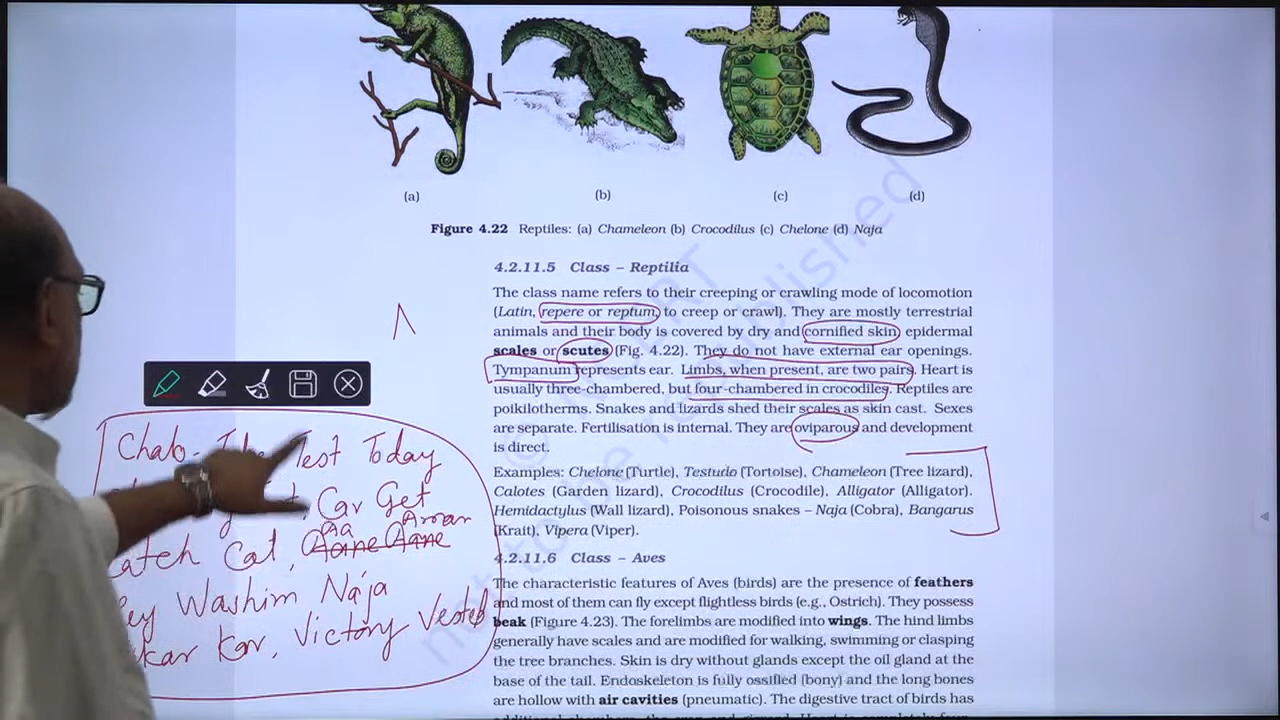 (a) (b) (c) (d)
Figure 4.22 Reptiles: (a) Chameleon (b) Crocodilus (c) Chelone (d) Naja
4.2.11.5 Class – Reptilia
The class name refers to their creeping or crawling mode of locomotion
(Latin, repere or reptum, to creep or crawl). They are mostly terrestrial
animals and their body is covered by dry and cornified skin, epidermal
scales or scutes (Fig. 4.22). They do not have external ear openings.
Tympanum represents ear. Limbs, when present, are two pairs. Heart is
usually three-chambered, but four-chambered in crocodiles. Reptiles are
poikilotherms. Snakes and lizards shed their scales as skin cast. Sexes
are separate. Fertilisation is internal. They are oviparous and development
is direct.
Examples: Chelone (Turtle), Testudo (Tortoise), Chameleon (Tree lizard),
Calotes (Garden lizard), Crocodilus (Crocodile), Alligator (Alligator).
Hemidactylus (Wall lizard), Poisonous snakes – Naja (Cobra), Bangarus
(Krait), Vipera (Viper).
4.2.11.6 Class – Aves
The characteristic features of Aves (birds) are the presence of feathers
and most of them can fly except flightless birds (e.g., Ostrich). They possess
beak (Figure 4.23). The forelimbs are modified into wings. The hind limbs
generally have scales and are modified for walking, swimming or clasping
the tree branches. Skin is dry without glands except the oil gland at the
base of the tail. Endoskeleton is fully ossified (bony) and the long bones
are hollow with air cavities (pneumatic). The digestive tract of birds has
Chalo Test Today
Car Get
Aa Aroar
Cat,
Washim Naja
Kar, Victory
not to be republished